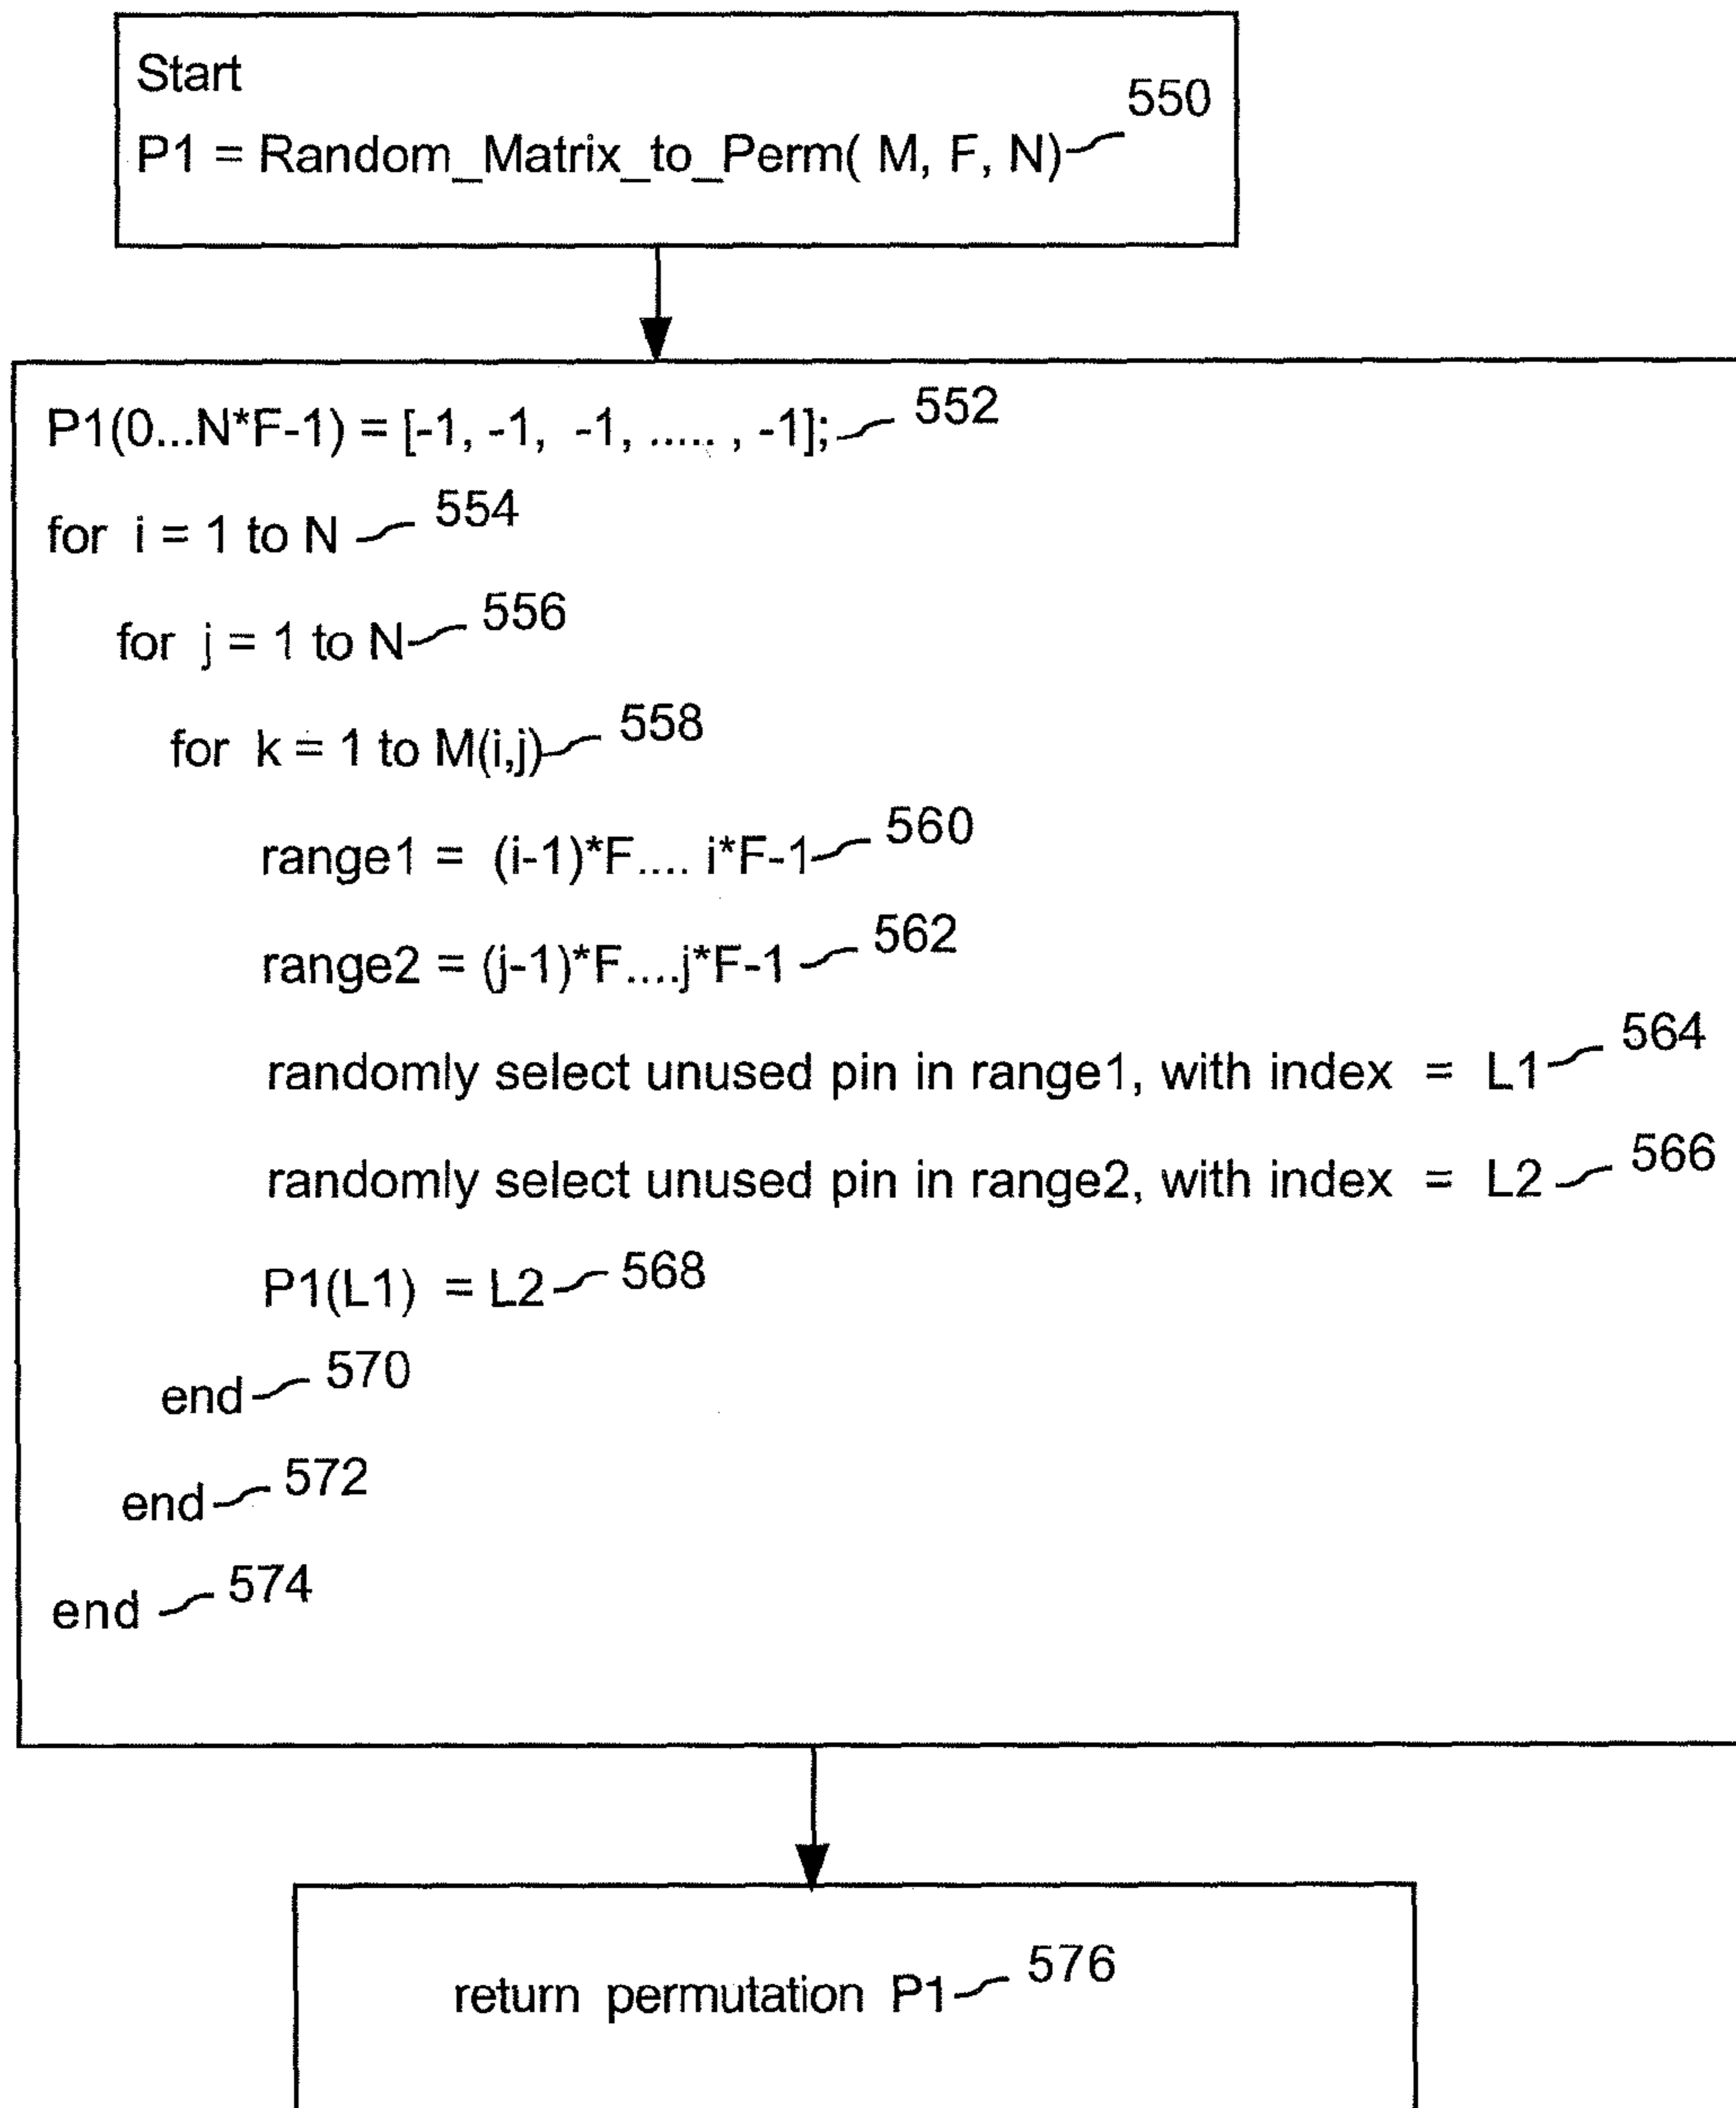 Start
P1 = Random_Matrix_to_Perm( M, F, N) 550
P1(0...N*F-1) = [-1, -1, -1, ..... , -1]; 552
for i = 1 to N 554
for j = 1 to N 556
for k = 1 to M(i,j) 558
range1 = (i-1)*F.... i*F-1 560
range2 = (j-1)*F....j*F-1 562
randomly select unused pin in range1, with index = L1 564
randomly select unused pin in range2, with index = L2 566
P1(L1) = L2 568
end 570
end 572
end 574
return permutation P1 576